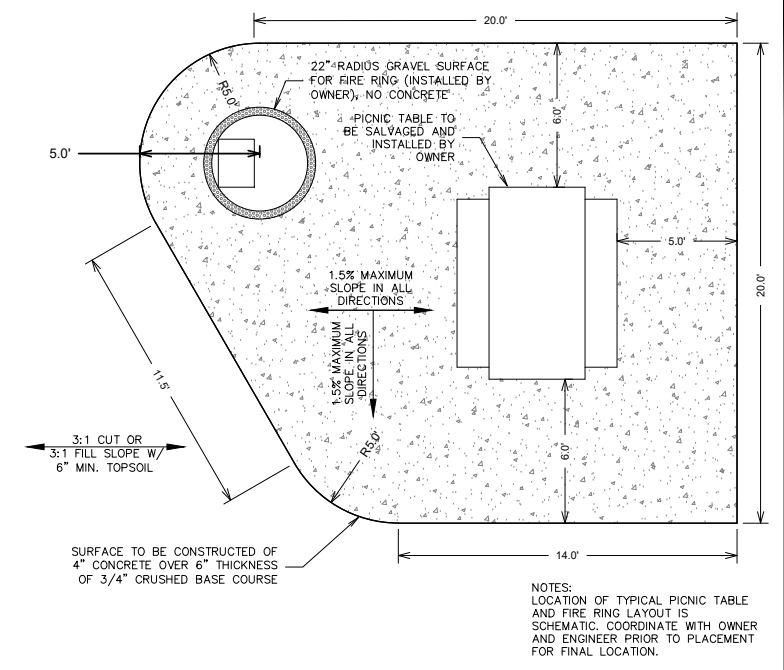 20.0'
22" RADIUS GRAVEL SURFACE
FOR FIRE RING (INSTALLED BY
OWNER), NO CONCRETE
R5.0'
6.0'
PICNIC TABLE TO
BE SALVAGED AND
INSTALLED BY
OWNER
5.0'
5.0'
20.0'
1.5% MAXIMUM
SLOPE IN ALL
DIRECTIONS
1.5% MAXIMUM
SLOPE IN ALL
DIRECTIONS
11.5'
3:1 CUT OR
3:1 FILL SLOPE W/
6" MIN. TOPSOIL
R5.0'
6.0'
SURFACE TO BE CONSTRUCTED OF
4" CONCRETE OVER 6" THICKNESS
OF 3/4" CRUSHED BASE COURSE
14.0'
NOTES:
LOCATION OF TYPICAL PICNIC TABLE
AND FIRE RING LAYOUT IS
SCHEMATIC. COORDINATE WITH OWNER
AND ENGINEER PRIOR TO PLACEMENT
FOR FINAL LOCATION.